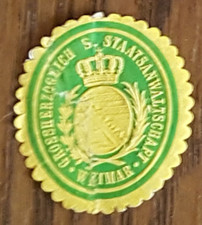 GROSSHERZOGLICH S. STAATSANWALTSCHAFT
WEIMAR